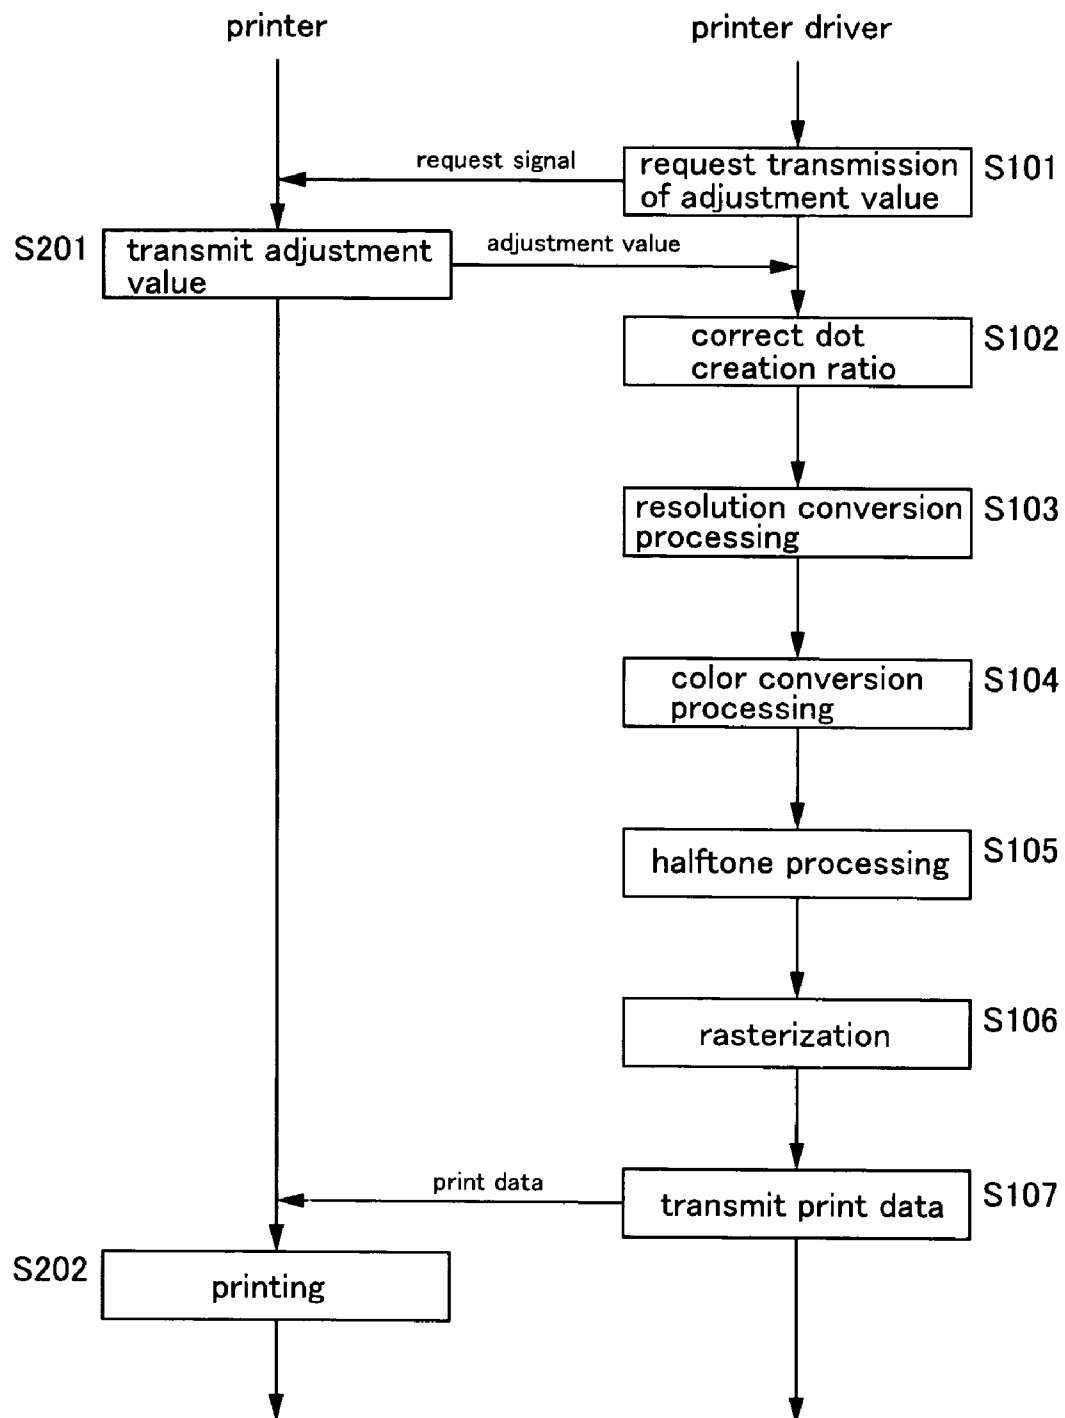 printer
printer driver
request signal
request transmission
of adjustment value
S101
S201
transmit adjustment
value
adjustment value
correct dot
creation ratio
S102
resolution conversion
processing
S103
color conversion
processing
S104
halftone processing
S105
rasterization
S106
print data
transmit print data
S107
S202
printing